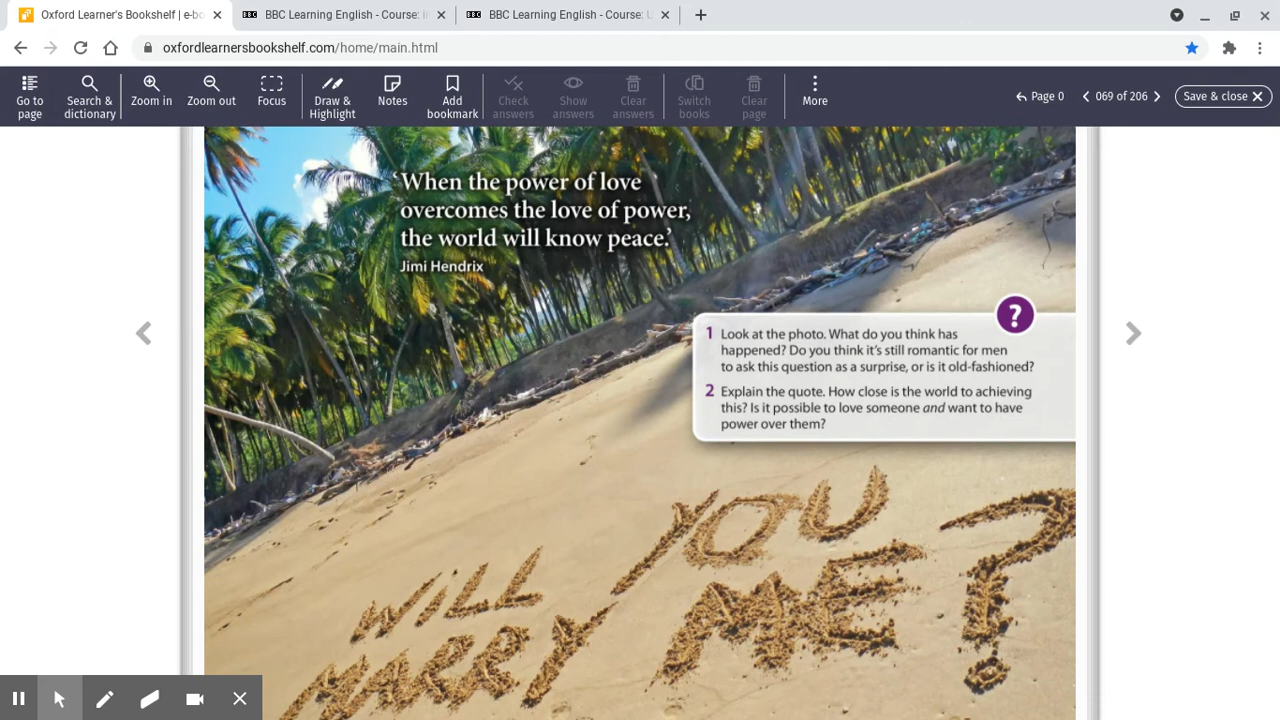 Oxford Learner's Bookshelf | e-bo
BBC Learning English - Course: in
BBC Learning English - Course: U
oxfordlearnersbookshelf.com/home/main.html
Go to page
Search & dictionary
Zoom in
Zoom out
Focus
Draw & Highlight
Notes
Add bookmark
Check answers
Show answers
Clear answers
Switch books
Clear page
More
Page 0
069 of 206
Save & close
‘When the power of love
overcomes the love of power,
the world will know peace.’
Jimi Hendrix
?
1 Look at the photo. What do you think has
happened? Do you think it’s still romantic for men
to ask this question as a surprise, or is it old-fashioned?
2 Explain the quote. How close is the world to achieving
this? Is it possible to love someone and want to have
power over them?
WILL YOU
MARRY ME?